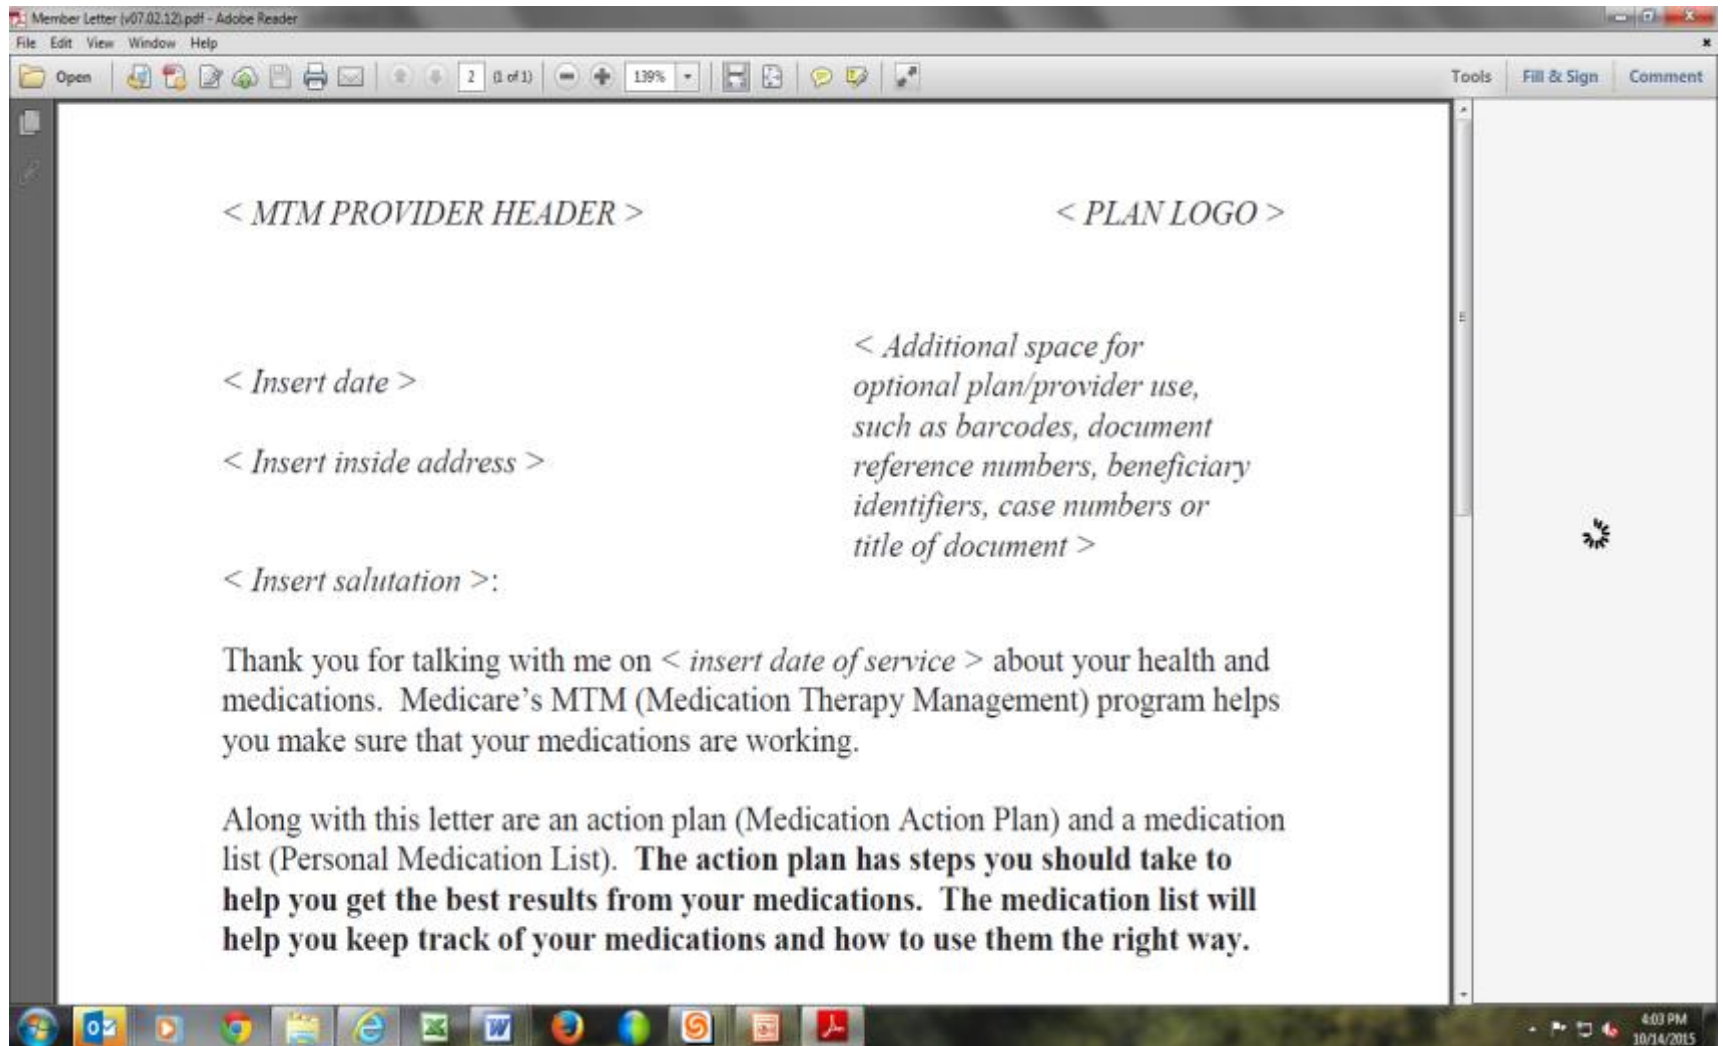 Member Letter (v07.02.12).pdf - Adobe Reader
File Edit View Window Help
Open 2 (1 of 1) 139% Tools Fill & Sign Comment
< MTM PROVIDER HEADER > < PLAN LOGO >
< Insert date >
< Insert inside address >
< Additional space for
optional plan/provider use,
such as barcodes, document
reference numbers, beneficiary
identifiers, case numbers or
title of document >
< Insert salutation >:
Thank you for talking with me on < insert date of service > about your health and
medications.  Medicare’s MTM (Medication Therapy Management) program helps
you make sure that your medications are working.
Along with this letter are an action plan (Medication Action Plan) and a medication
list (Personal Medication List).  The action plan has steps you should take to
help you get the best results from your medications.  The medication list will
help you keep track of your medications and how to use them the right way.
4:03 PM
10/14/2015